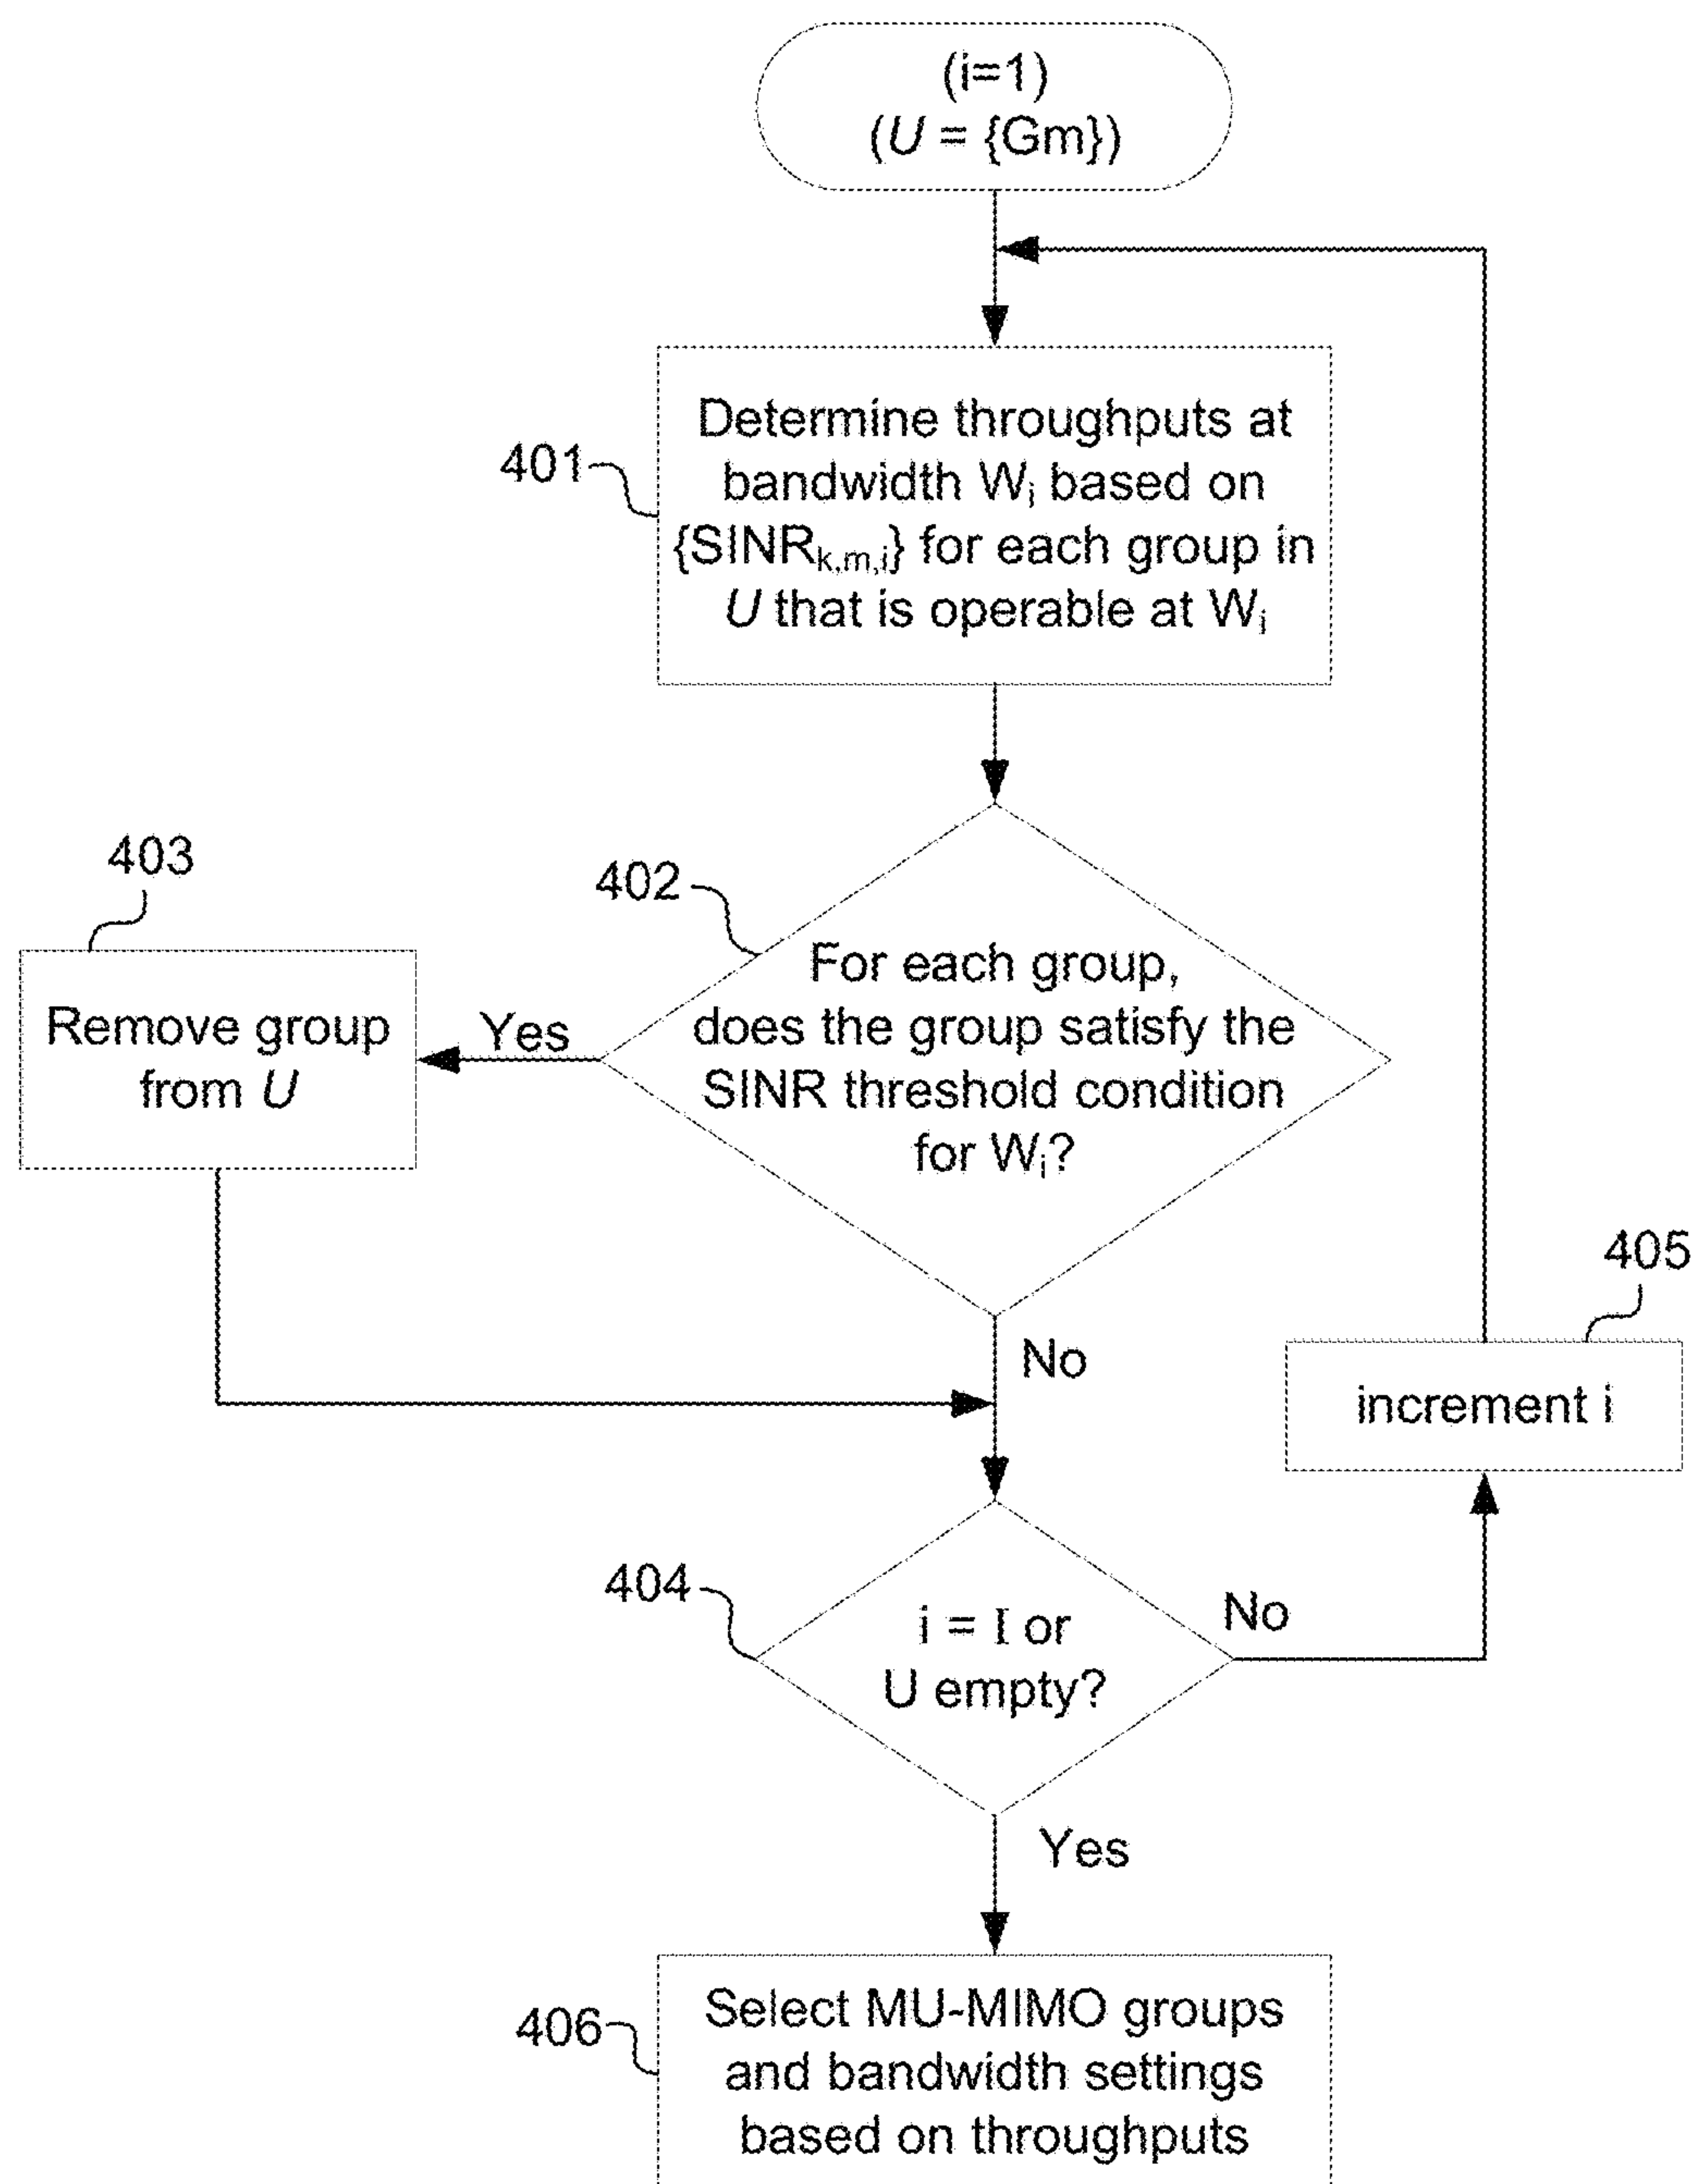 (i=1)
(U = {Gm})
401
Determine throughputs at
bandwidth Wi based on
{SINRk,m,i} for each group in
U that is operable at Wi
403
402
For each group,
does the group satisfy the
SINR threshold condition
for Wi?
Yes
Remove group
from U
No
405
increment i
404
i = I or
U empty?
No
Yes
406
Select MU-MIMO groups
and bandwidth settings
based on throughputs